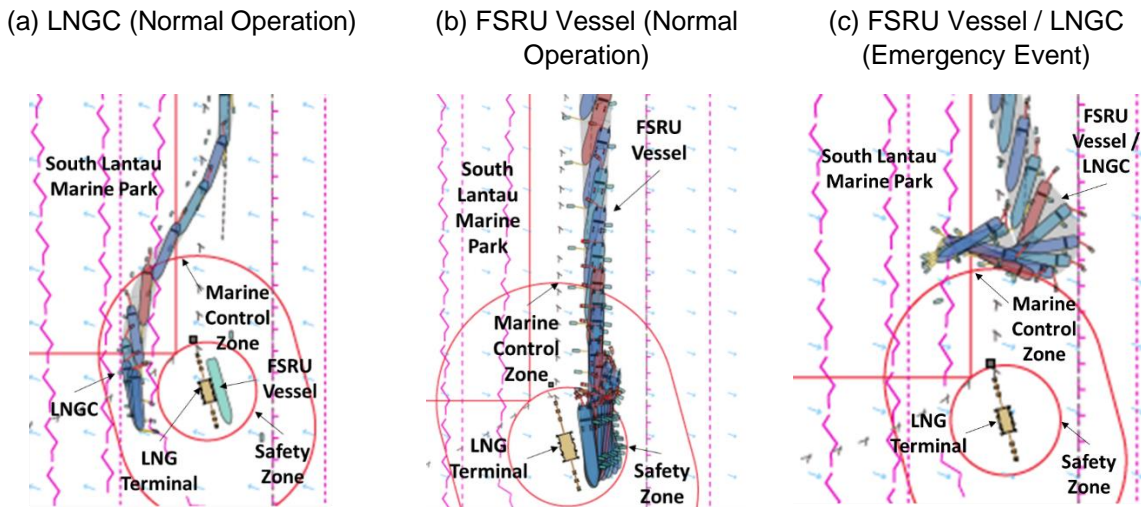 (a) LNGC (Normal Operation)
(b) FSRU Vessel (Normal
Operation)
(c) FSRU Vessel / LNGC
(Emergency Event)
South Lantau
Marine Park
Marine
Control
Zone
LNGC
FSRU
Vessel
LNG
Terminal
Safety
Zone
FSRU
Vessel
South
Lantau
Marine
Park
Marine
Control
Zone
LNG
Terminal
Safety
Zone
FSRU
Vessel /
LNGC
South Lantau
Marine Park
Marine
Control
Zone
LNG
Terminal
Safety
Zone